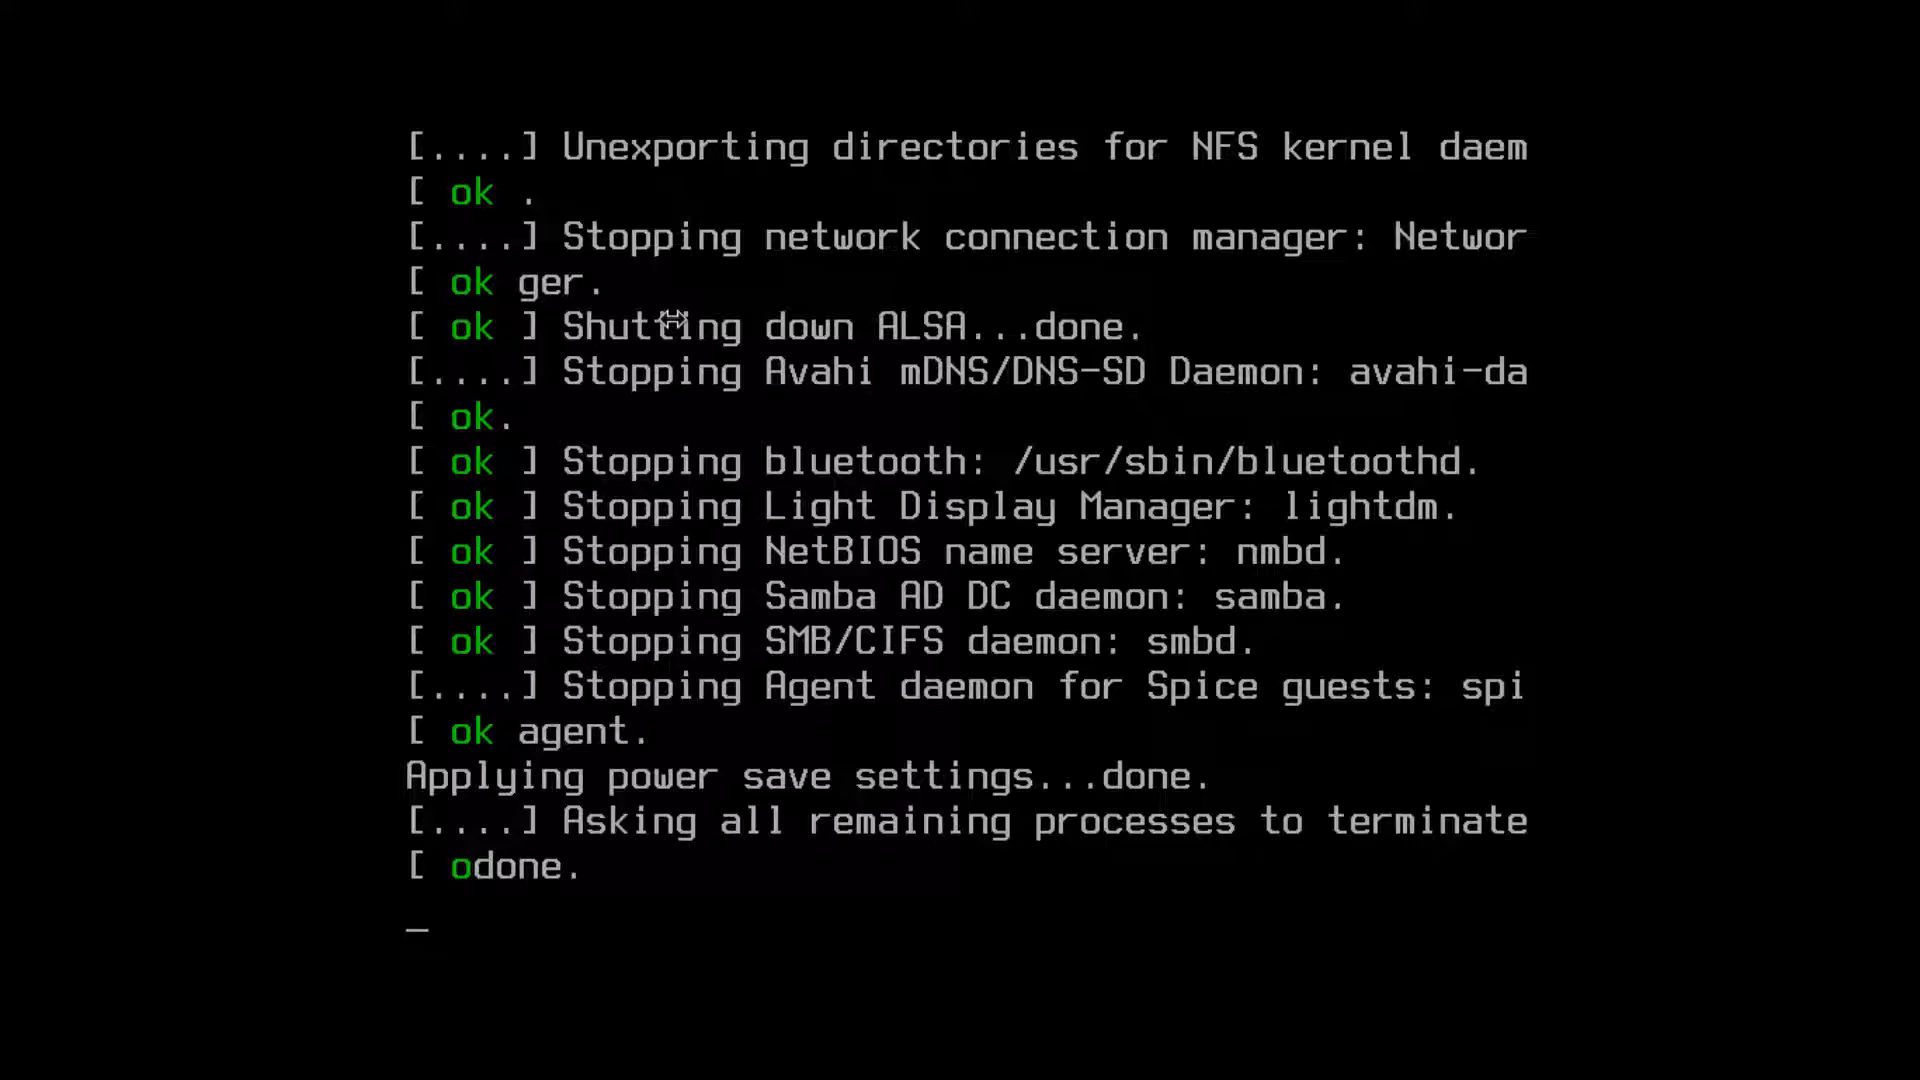 [....] Unexporting directories for NFS kernel daem
[ ok .
[....] Stopping network connection manager: Networ
[ ok ger.
[ ok ] Shutting down ALSA...done.
[....] Stopping Avahi mDNS/DNS-SD Daemon: avahi-da
[ ok.
[ ok ] Stopping bluetooth: /usr/sbin/bluetoothd.
[ ok ] Stopping Light Display Manager: lightdm.
[ ok ] Stopping NetBIOS name server: nmbd.
[ ok ] Stopping Samba AD DC daemon: samba.
[ ok ] Stopping SMB/CIFS daemon: smbd.
[....] Stopping Agent daemon for Spice guests: spi
[ ok agent.
Applying power save settings...done.
[....] Asking all remaining processes to terminate
[ odone.
_